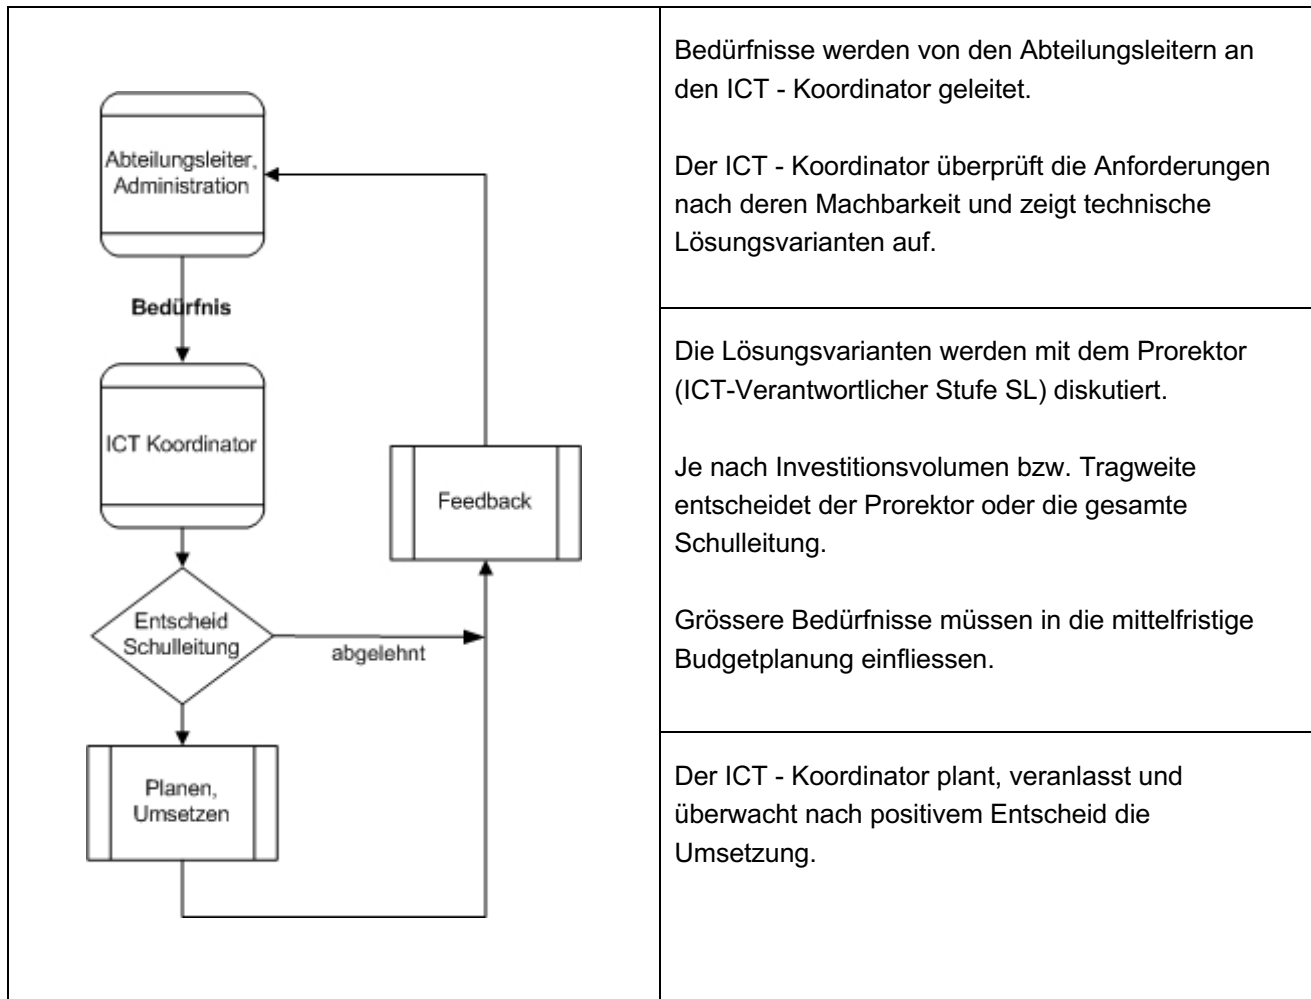 Abteilungsleiter,
Administration
Bedürfnis
ICT Koordinator
Feedback
Entscheid
Schulleitung
abgelehnt
Planen,
Umsetzen
Bedürfnisse werden von den Abteilungsleitern an
den ICT - Koordinator geleitet.
Der ICT - Koordinator überprüft die Anforderungen
nach deren Machbarkeit und zeigt technische
Lösungsvarianten auf.
Die Lösungsvarianten werden mit dem Prorektor
(ICT-Verantwortlicher Stufe SL) diskutiert.
Je nach Investitionsvolumen bzw. Tragweite
entscheidet der Prorektor oder die gesamte
Schulleitung.
Grössere Bedürfnisse müssen in die mittelfristige
Budgetplanung einfliessen.
Der ICT - Koordinator plant, veranlasst und
überwacht nach positivem Entscheid die
Umsetzung.